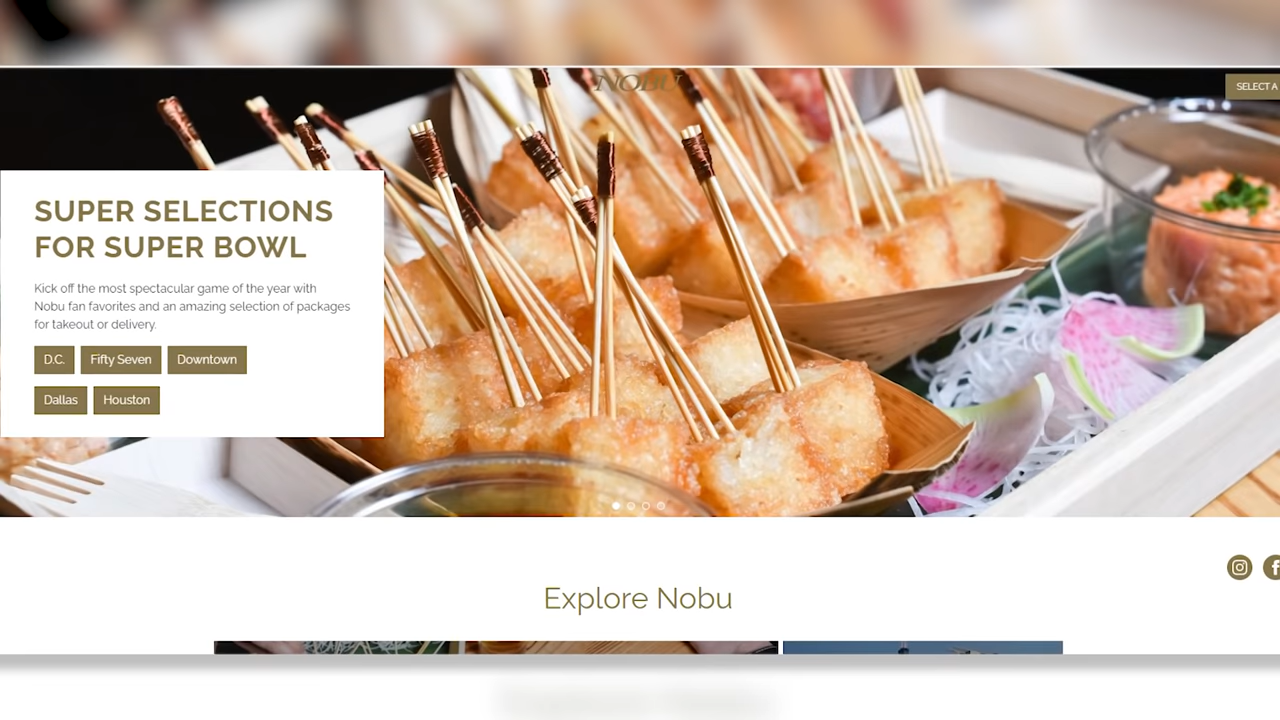 NOBU
SELECT A
SUPER SELECTIONS
FOR SUPER BOWL
Kick off the most spectacular game of the year with
Nobu fan favorites and an amazing selection of packages
for takeout or delivery.
D.C. Fifty Seven Downtown
Dallas Houston
Explore Nobu